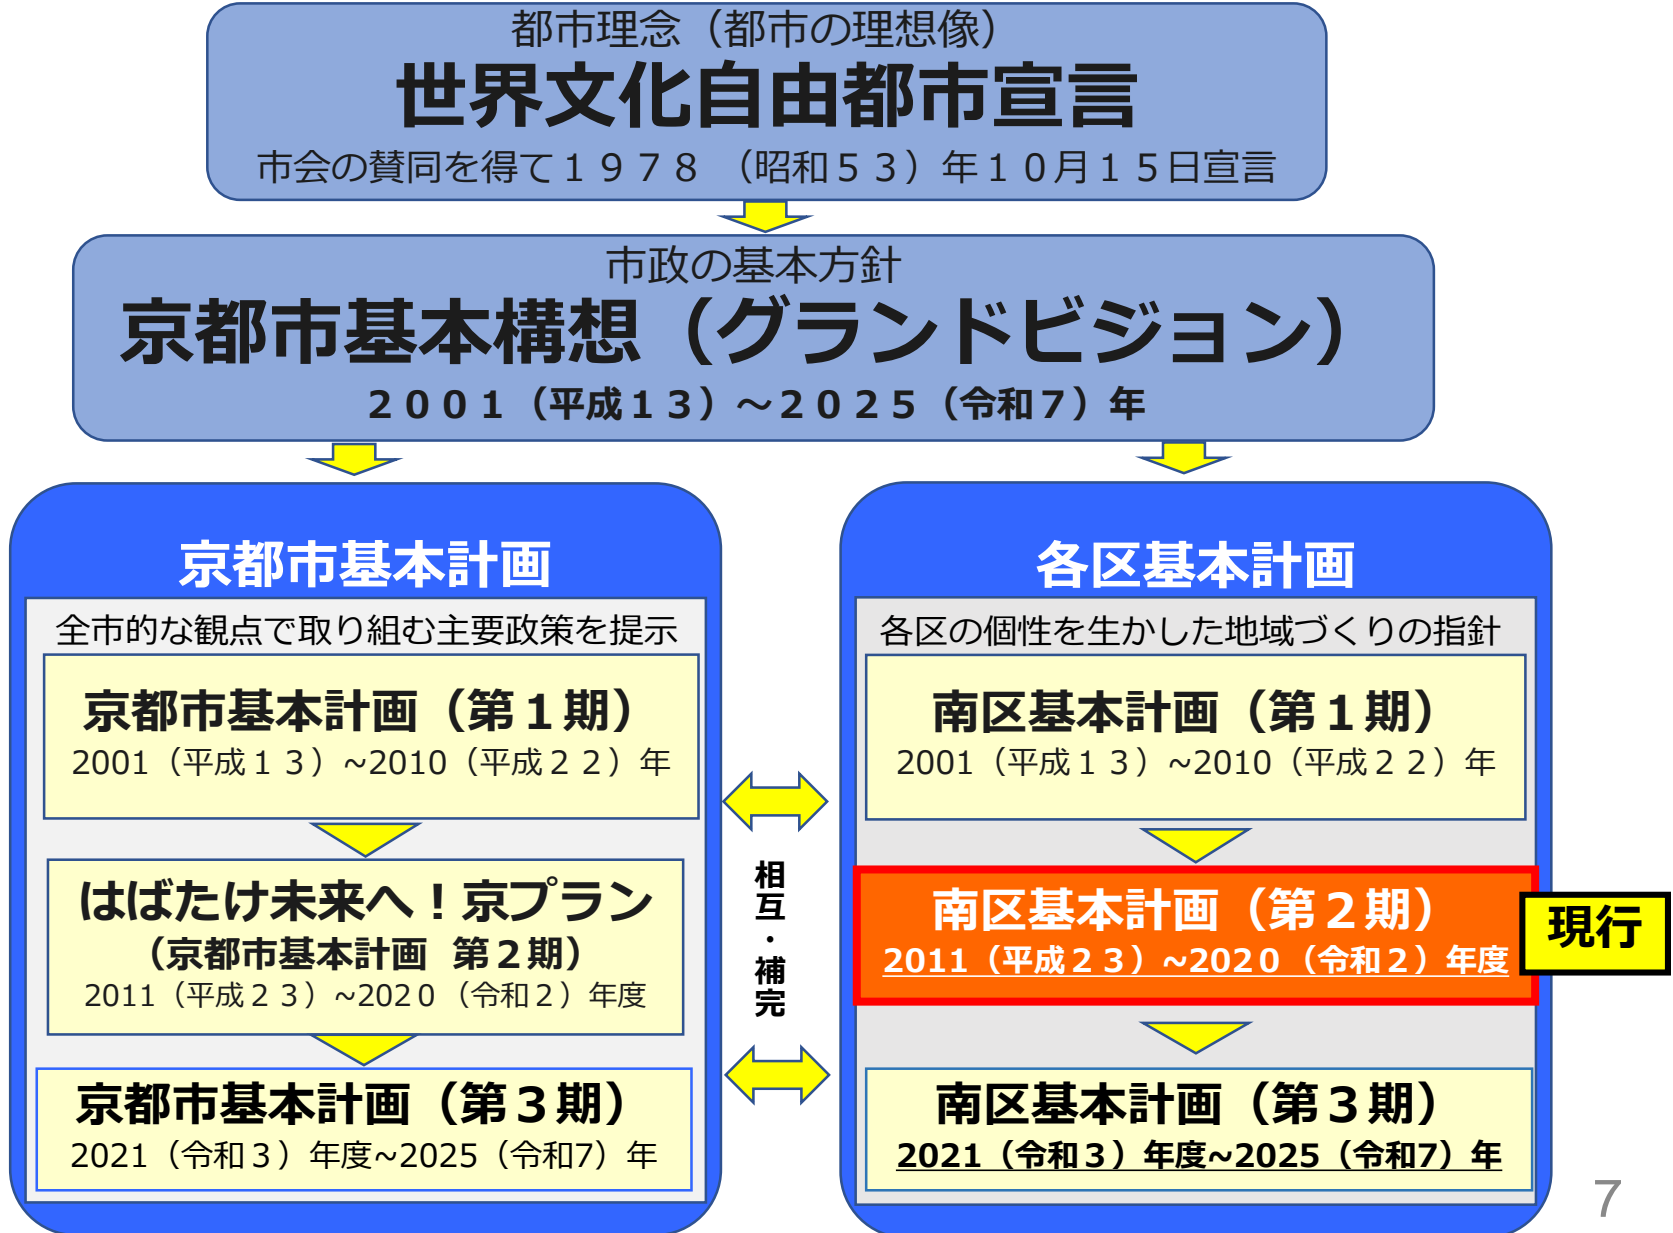 都市理念（都市の理想像）
世界文化自由都市宣言
市会の賛同を得て１９７８（昭和５３）年１０月１５日宣言
市政の基本方針
京都市基本構想（グランドビジョン）
２００１（平成１３）～２０２５（令和７）年
京都市基本計画
全市的な観点で取り組む主要政策を提示
京都市基本計画（第１期）
2001（平成１３）~2010（平成２２）年
はばたけ未来へ！京プラン
（京都市基本計画 第２期）
2011（平成２３）~202０（令和２）年度
京都市基本計画（第３期）
2021（令和３）年度~2025（令和7）年
相互・補完
各区基本計画
各区の個性を生かした地域づくりの指針
南区基本計画（第１期）
2001（平成１３）~2010（平成２２）年
南区基本計画（第２期）
2011（平成２３）~202０（令和２）年度
現行
南区基本計画（第３期）
2021（令和３）年度~2025（令和7）年
7